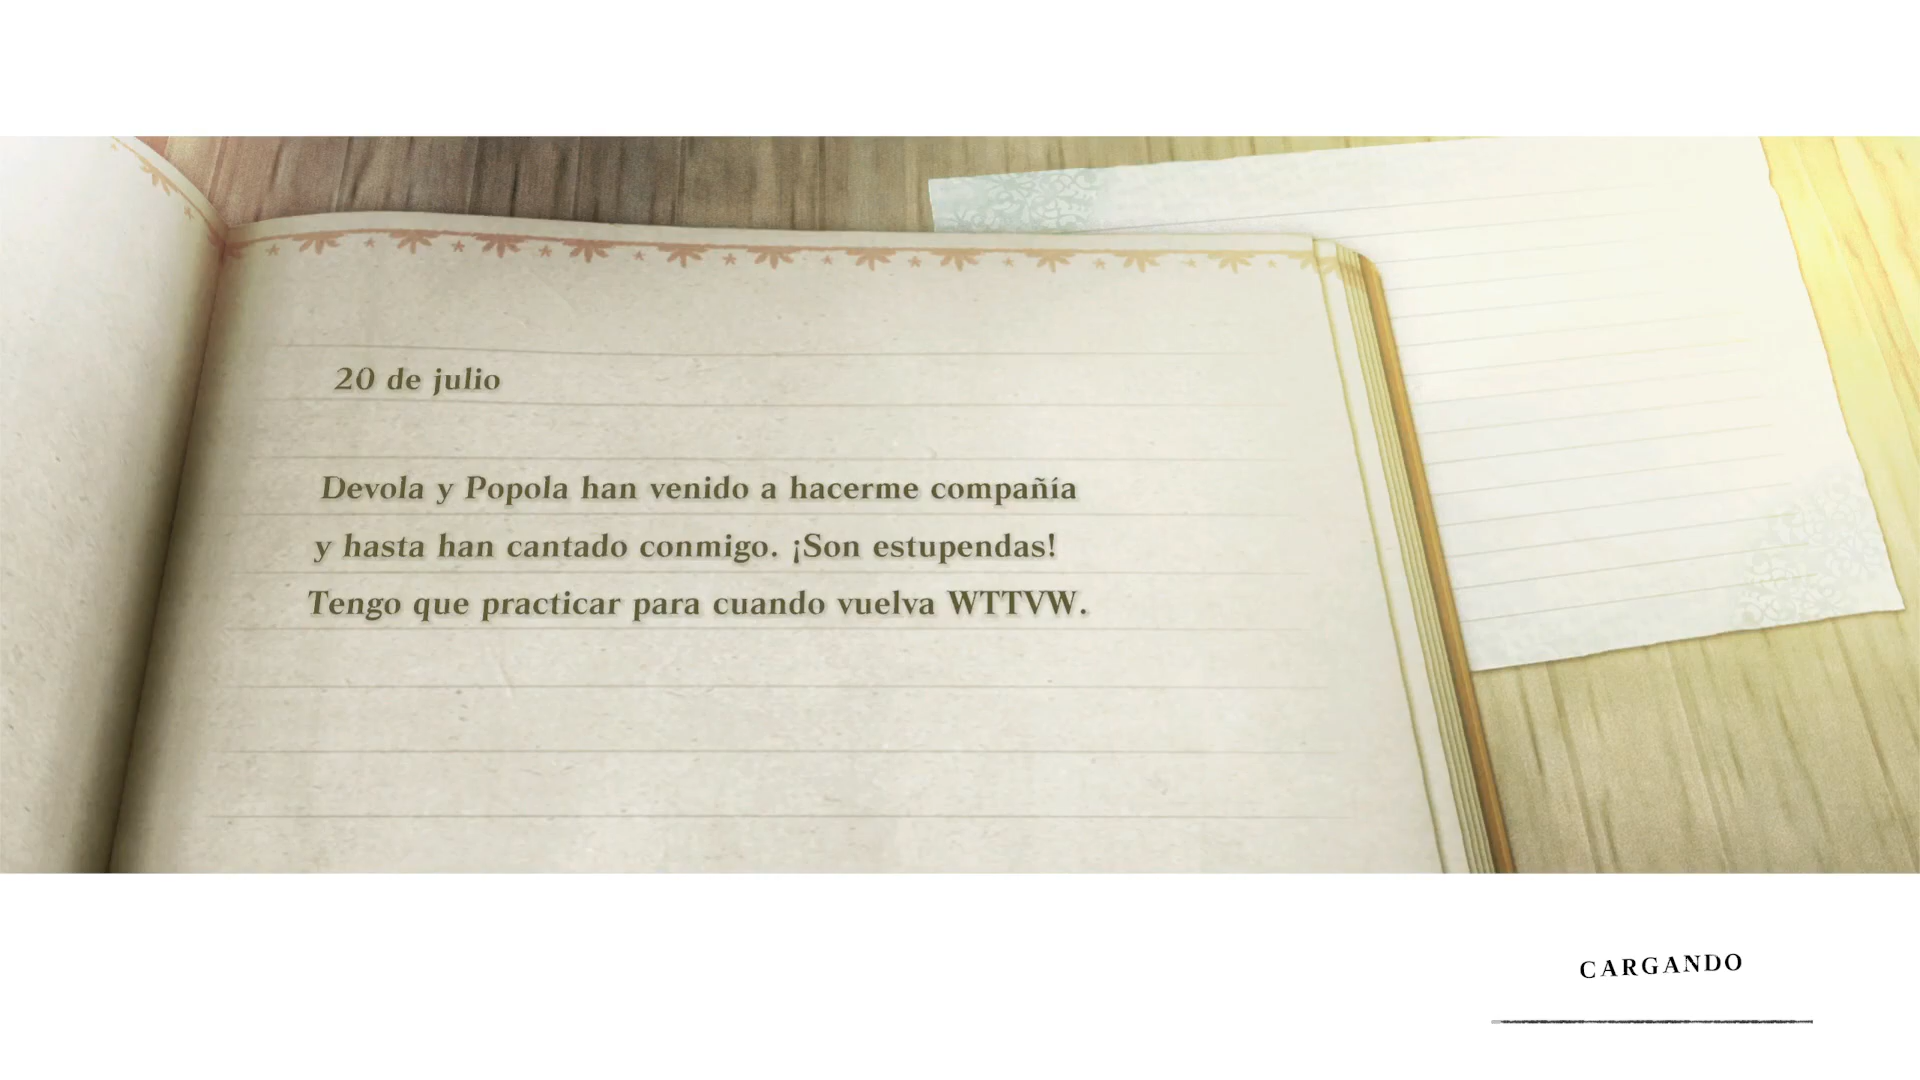 20 de julio
Devola y Popola han venido a hacerme compañía
y hasta han cantado conmigo. ¡Son estupendas!
Tengo que practicar para cuando vuelva WTTVW.
CARGANDO